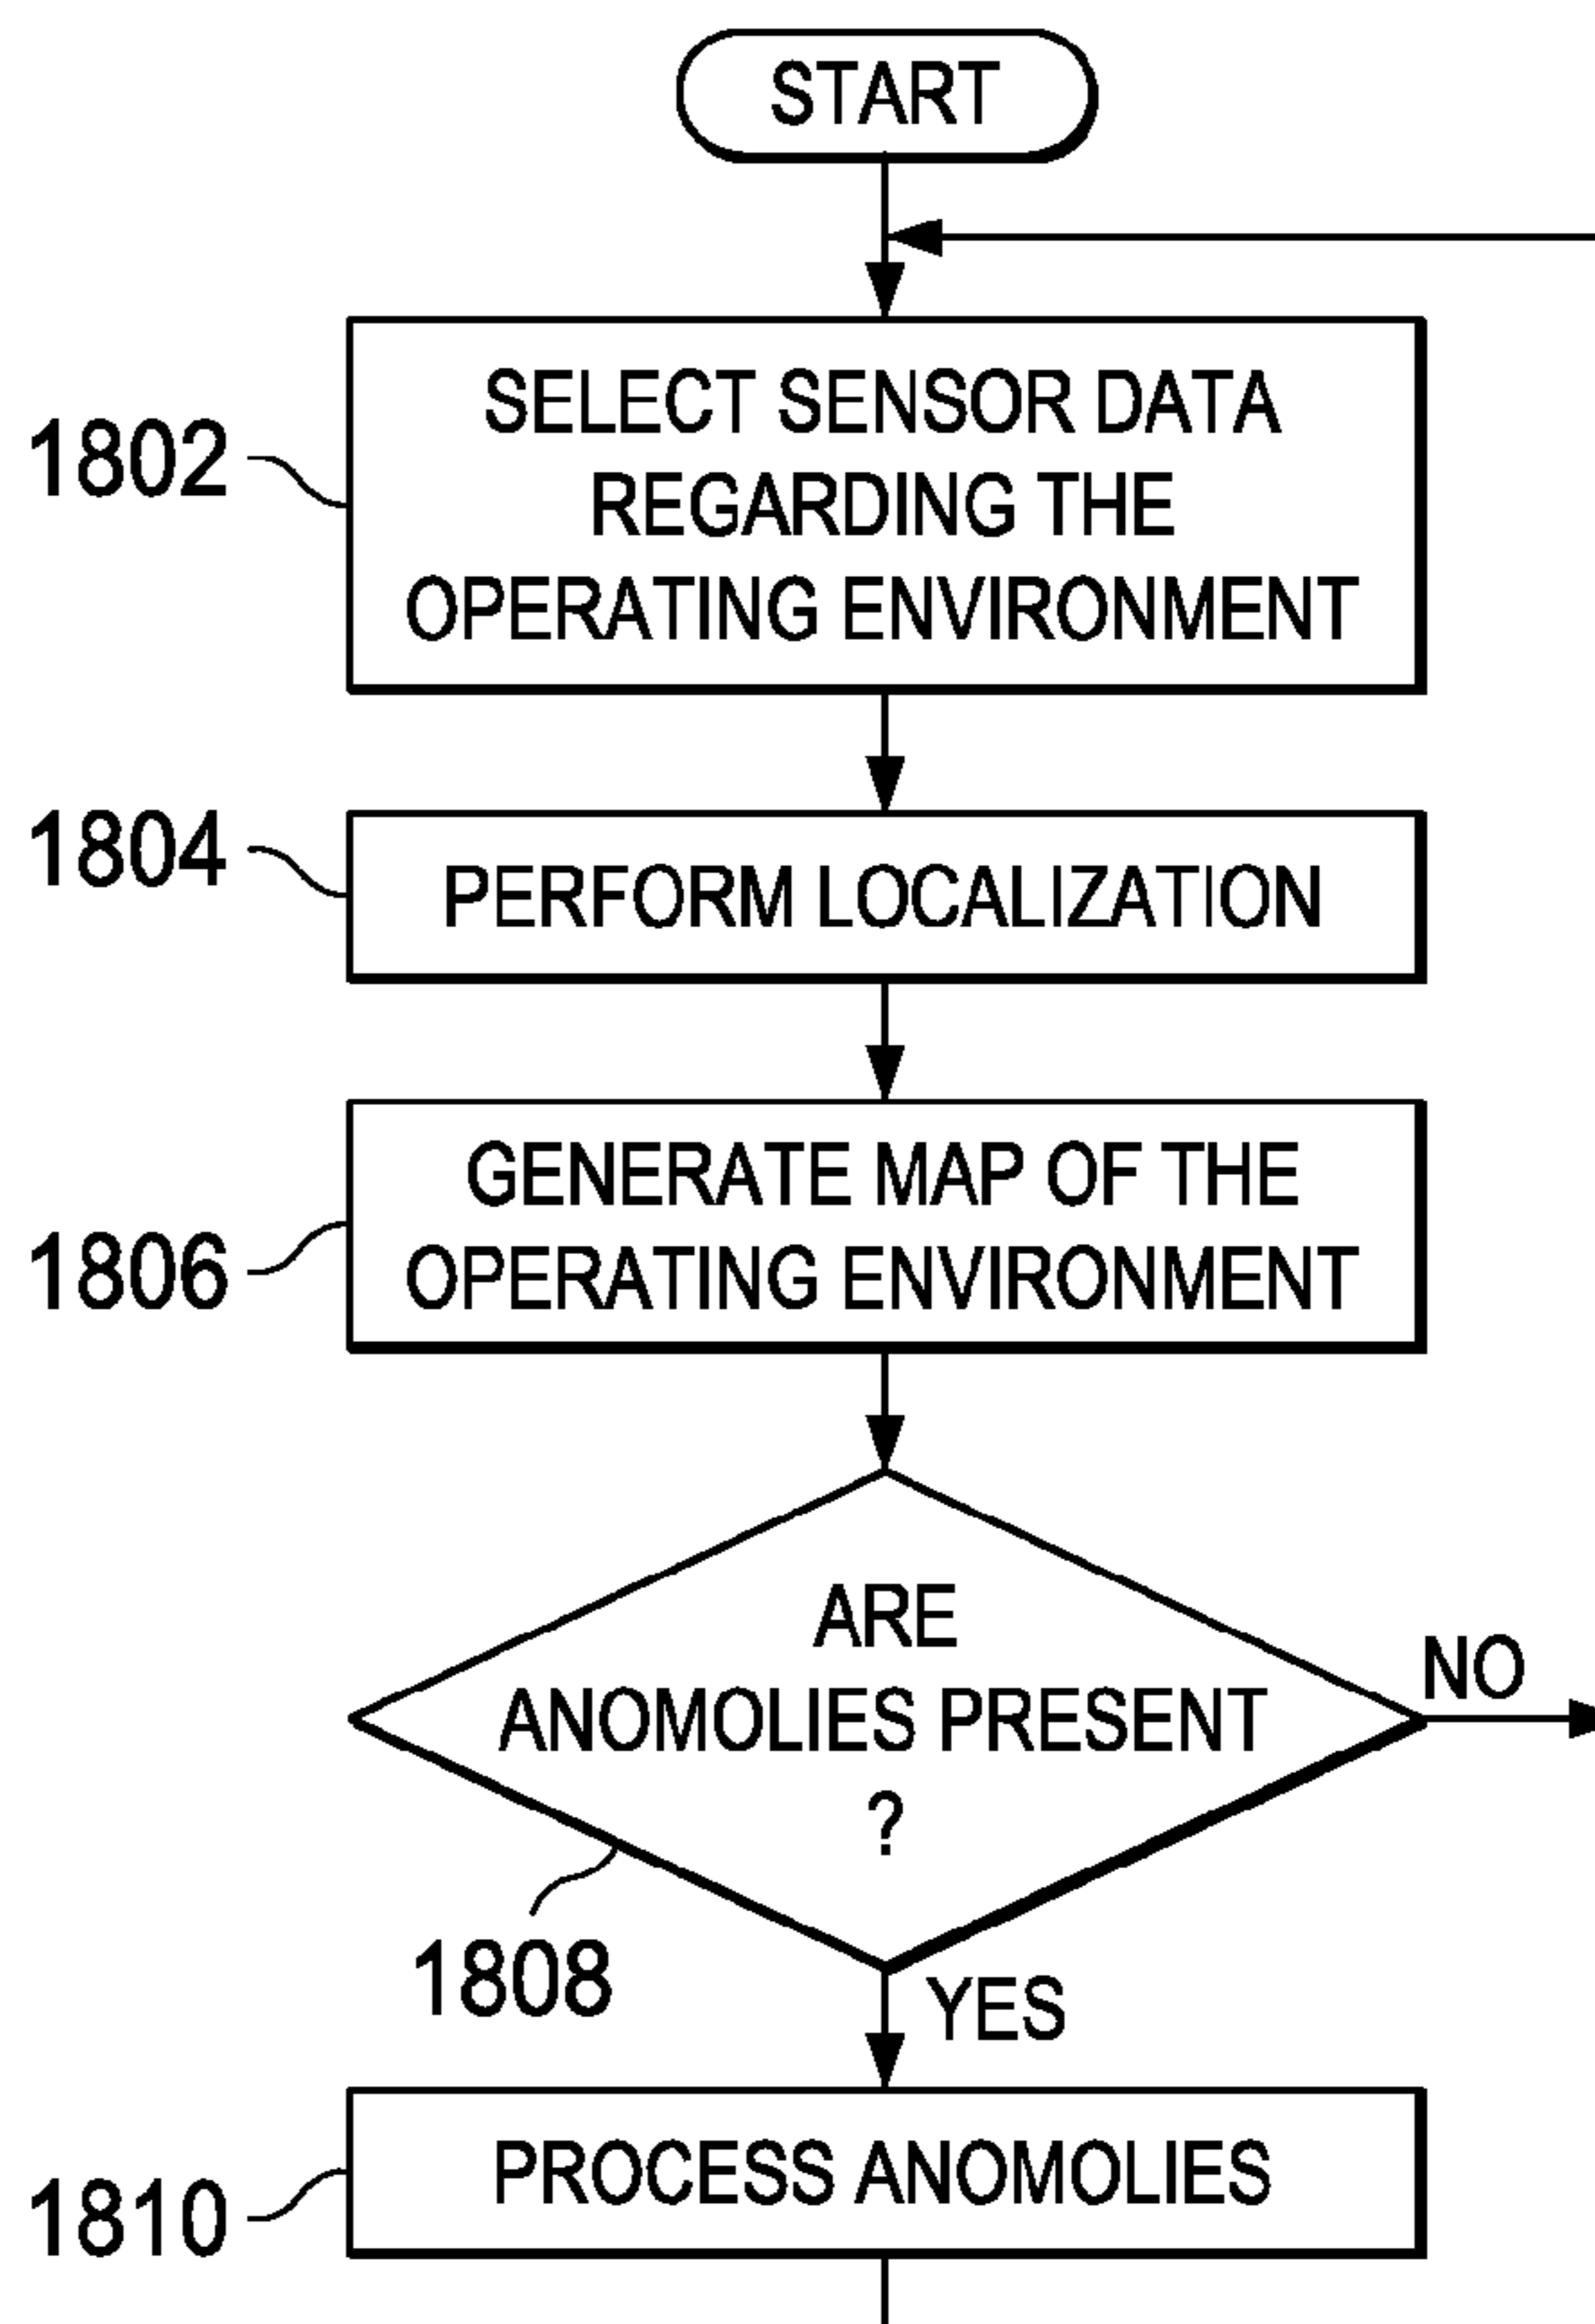 START
1802
SELECT SENSOR DATA
REGARDING THE
OPERATING ENVIRONMENT
1804
PERFORM LOCALIZATION
1806
GENERATE MAP OF THE
OPERATING ENVIRONMENT
ARE
ANOMOLIES PRESENT
?
NO
1808
YES
1810
PROCESS ANOMOLIES